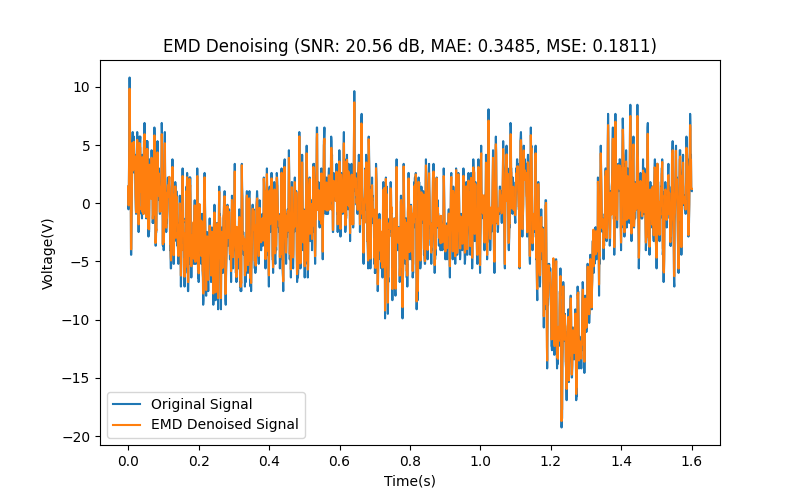 EMD Denoising (SNR: 20.56 dB, MAE: 0.3485, MSE: 0.1811)
10
5
0
−5
−10
−15
−20
Voltage(V)
Original Signal
EMD Denoised Signal
0.0 0.2 0.4 0.6 0.8 1.0 1.2 1.4 1.6
Time(s)